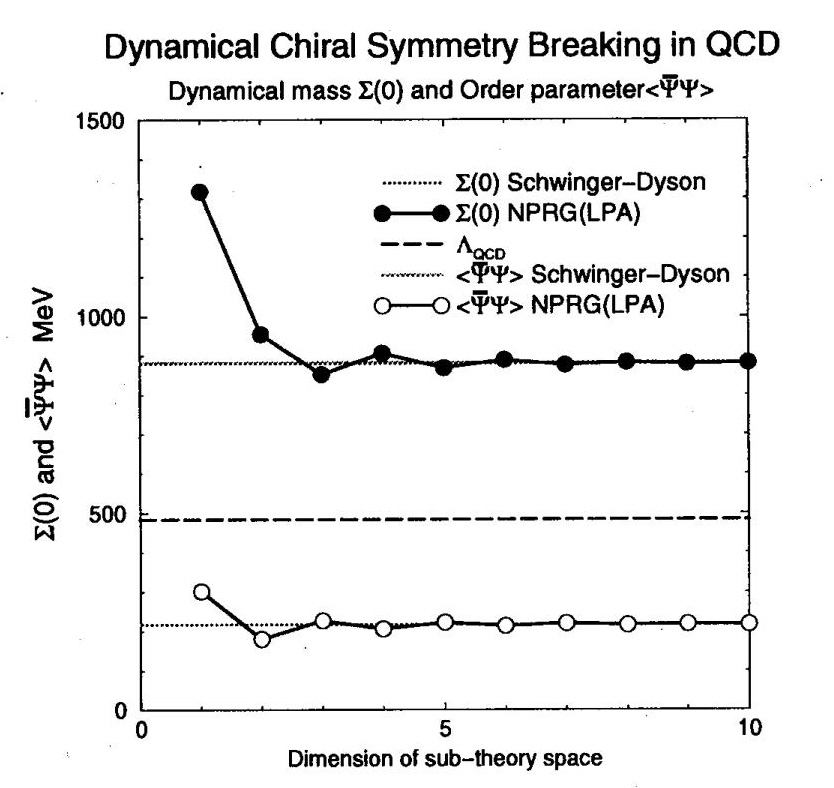 Dynamical Chiral Symmetry Breaking in QCD
Dynamical mass Σ(0) and Order parameter<Ψ̅Ψ>
1500
Σ(0) Schwinger−Dyson
Σ(0) NPRG(LPA)
Λ_QCD
<Ψ̅Ψ> Schwinger−Dyson
<Ψ̅Ψ> NPRG(LPA)
1000
Σ(0) and <Ψ̅Ψ> MeV
500
0
0 5 10
Dimension of sub−theory space